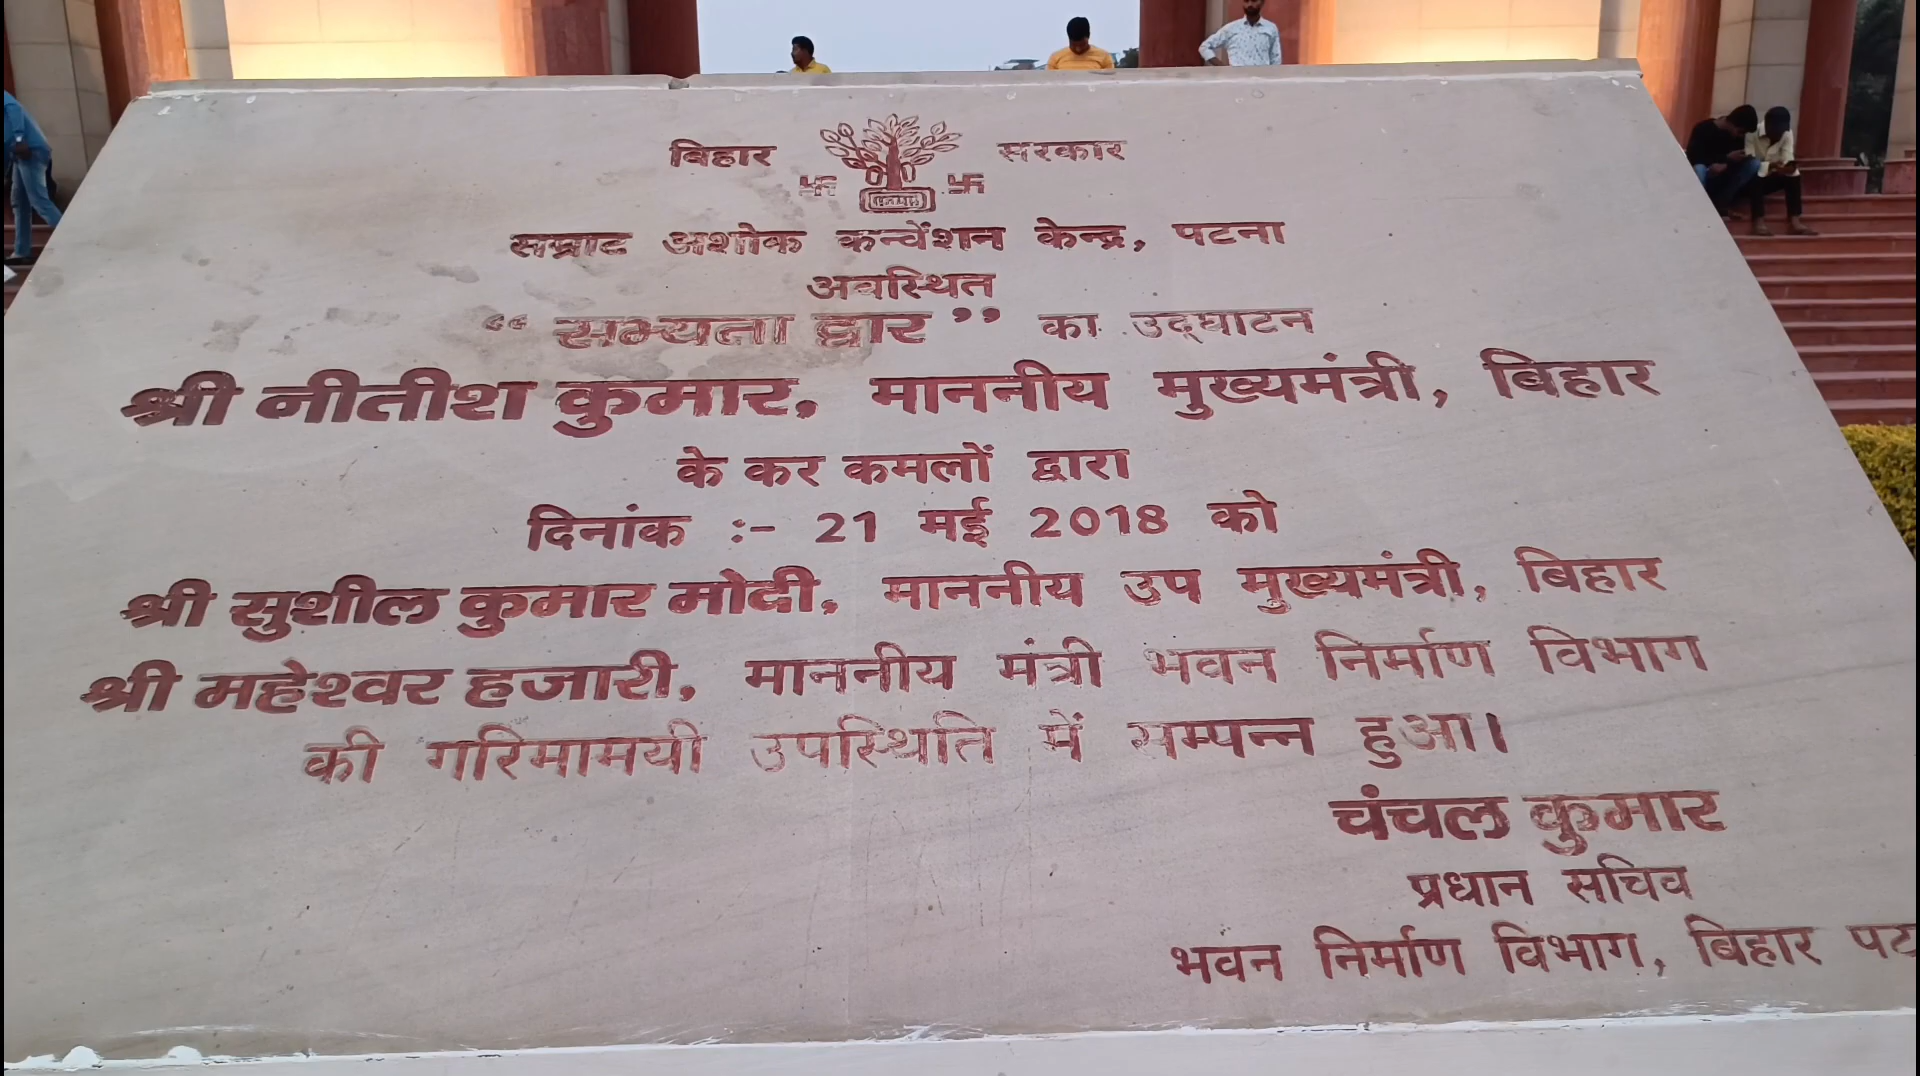 बिहार सरकार
सम्राट अशोक कन्वेंशन केन्द्र, पटना
अवस्थित
“ सभ्यता द्वार ” का उद्घाटन
श्री नीतीश कुमार, माननीय मुख्यमंत्री, बिहार
के कर कमलों द्वारा
दिनांक :- 21 मई 2018 को
श्री सुशील कुमार मोदी, माननीय उप मुख्यमंत्री, बिहार
श्री महेश्वर हजारी, माननीय मंत्री भवन निर्माण विभाग
की गरिमामयी उपस्थिति में सम्पन्न हुआ।
चंचल कुमार
प्रधान सचिव
भवन निर्माण विभाग, बिहार पट